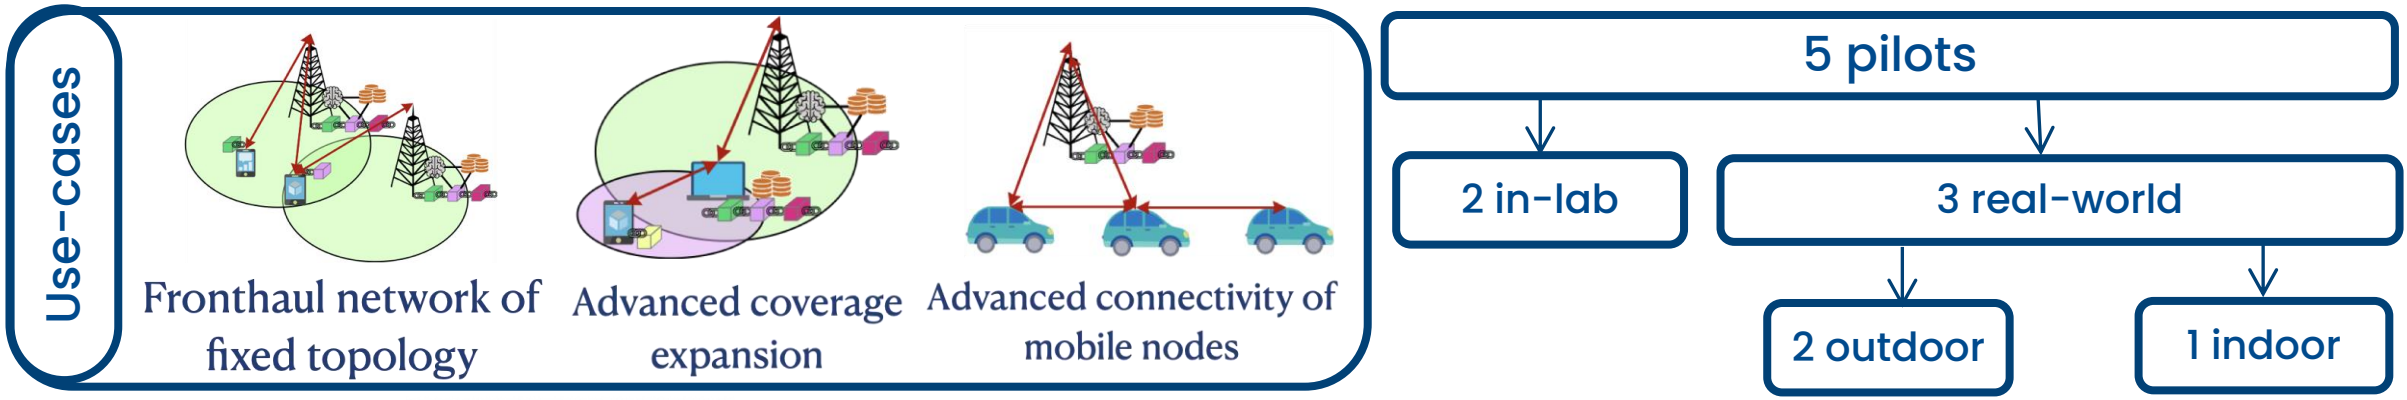 Use-cases
Fronthaul network of
fixed topology
Advanced coverage
expansion
Advanced connectivity of
mobile nodes
5 pilots
2 in-lab
3 real-world
2 outdoor
1 indoor